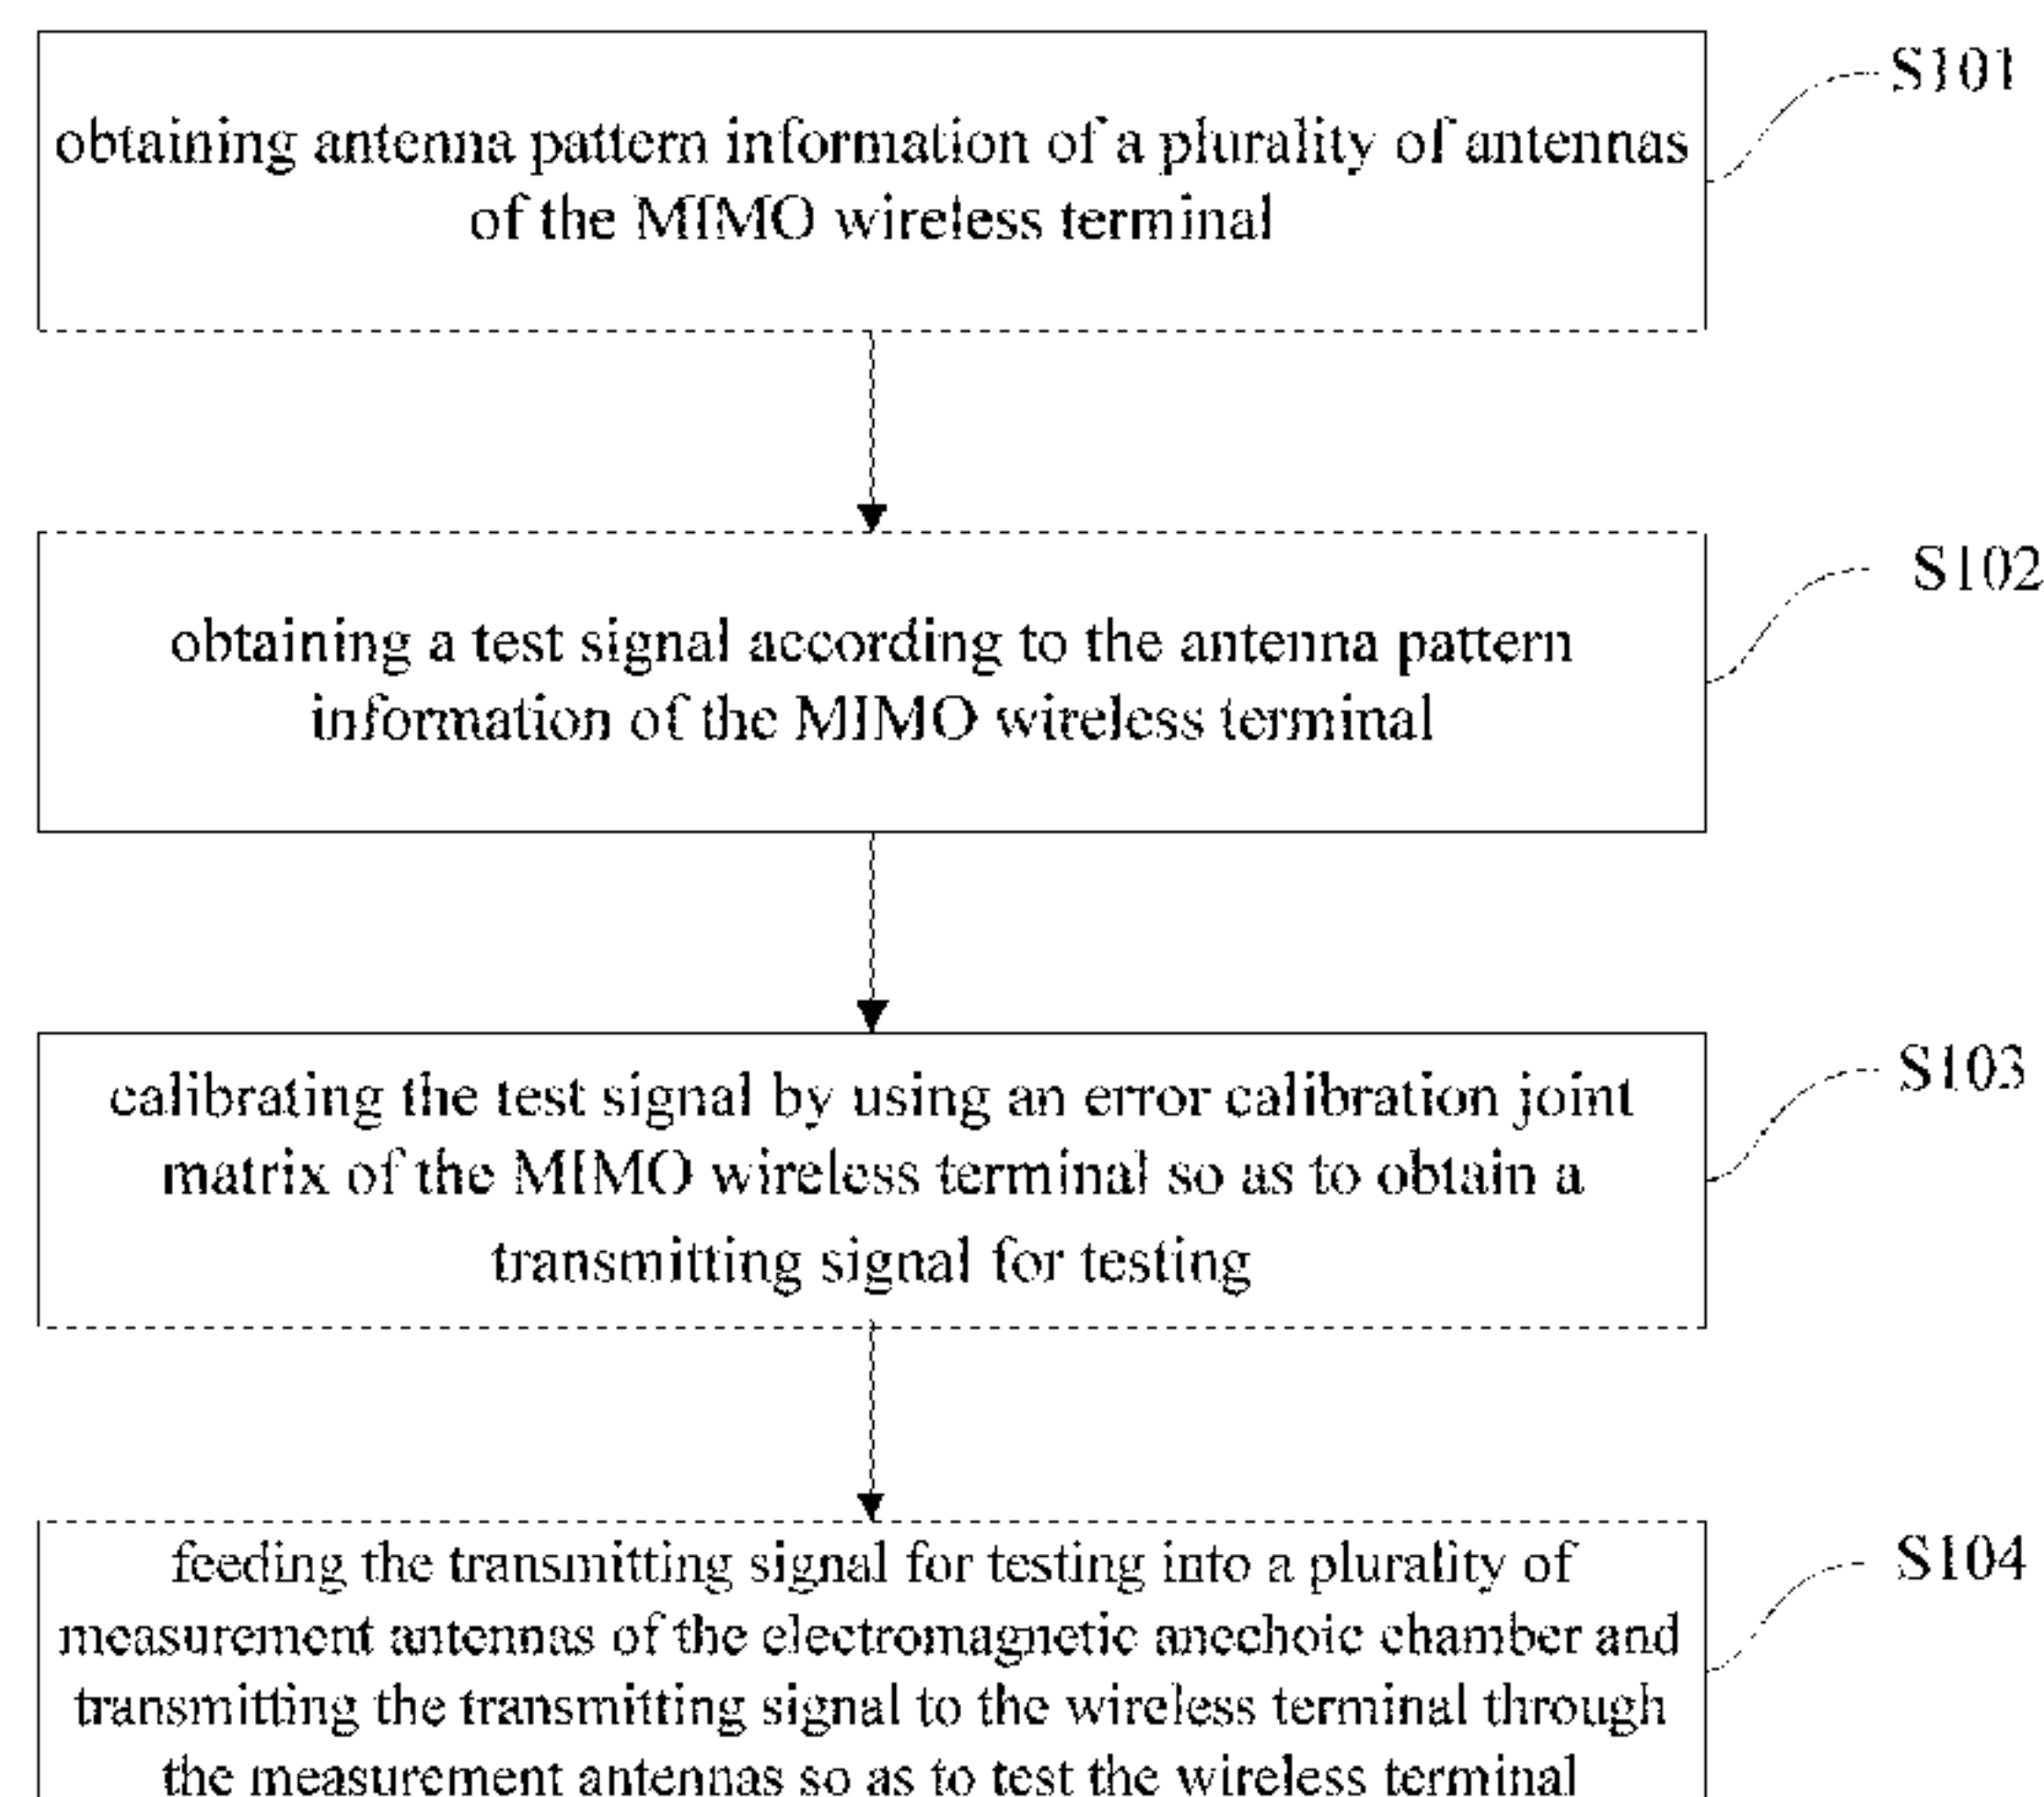 S101
obtaining antenna pattern information of a plurality of antennas
of the MIMO wireless terminal
S102
obtaining a test signal according to the antenna pattern
information of the MIMO wireless terminal
S103
calibrating the test signal by using an error calibration joint
matrix of the MIMO wireless terminal so as to obtain a
transmitting signal for testing
S104
feeding the transmitting signal for testing into a plurality of
measurement antennas of the electromagnetic anechoic chamber and
transmitting the transmitting signal to the wireless terminal through
the measurement antennas so as to test the wireless terminal